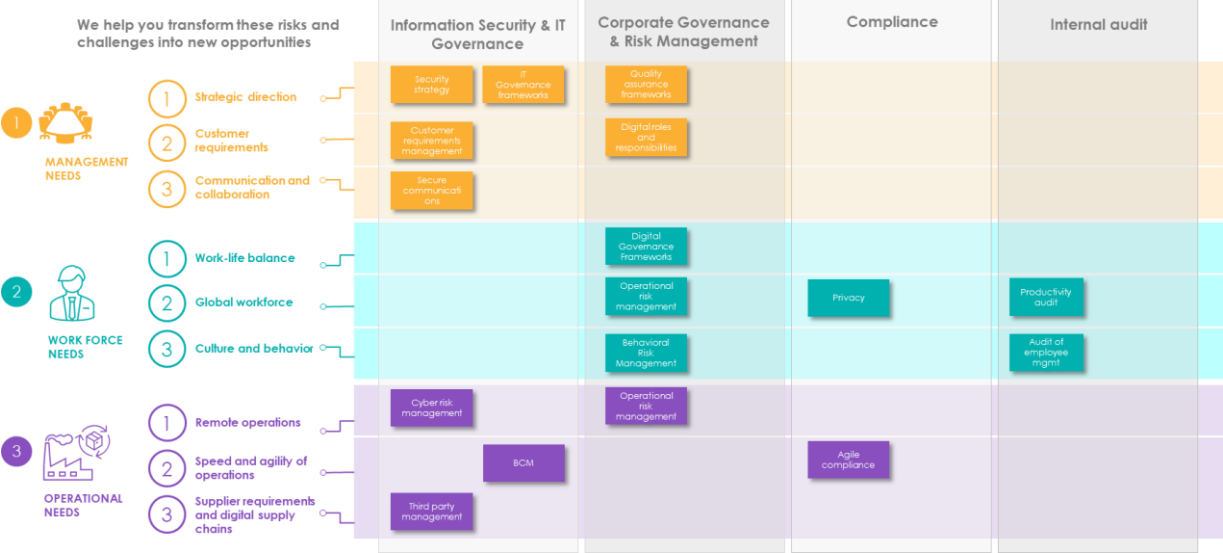 We help you transform these risks and
challenges into new opportunities
Information Security & IT
Governance
Corporate Governance
& Risk Management
Compliance
Internal audit
1
MANAGEMENT
NEEDS
1
Strategic direction
Security
strategy
IT
Governance
frameworks
Quality
assurance
frameworks
2
Customer
requirements
Customer
requirements
management
Digital roles
and
responsibilities
3
Communication and
collaboration
Secure
communicati
ons
2
WORK FORCE
NEEDS
1
Work-life balance
Digital
Governance
Frameworks
2
Global workforce
Operational
risk
management
Privacy
Productivity
audit
3
Culture and behavior
Behavioral
Risk
Management
Audit of
employee
mgmt
3
OPERATIONAL
NEEDS
1
Remote operations
Cyber risk
management
Operational
risk
management
2
Speed and agility of
operations
BCM
Agile
compliance
3
Supplier requirements
and digital supply
chains
Third party
management